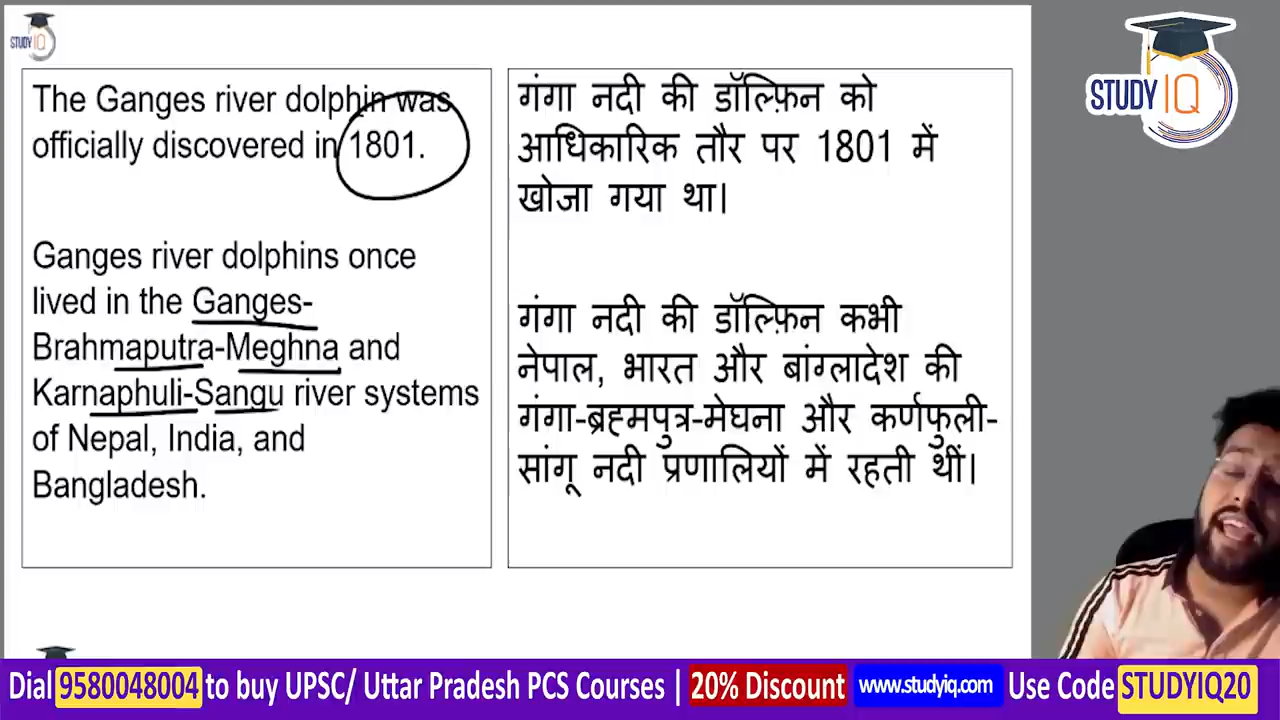 STUDY IQ
The Ganges river dolphin was
officially discovered in 1801.
Ganges river dolphins once
lived in the Ganges-
Brahmaputra-Meghna and
Karnaphuli-Sangu river systems
of Nepal, India, and
Bangladesh.
गंगा नदी की डॉल्फ़िन को
आधिकारिक तौर पर 1801 में
खोजा गया था।
गंगा नदी की डॉल्फ़िन कभी
नेपाल, भारत और बांग्लादेश की
गंगा-ब्रह्मपुत्र-मेघना और कर्णफुली-
सांगू नदी प्रणालियों में रहती थीं।
STUDY IQ
Dial 9580048004 to buy UPSC/ Uttar Pradesh PCS Courses | 20% Discount www.studyiq.com Use Code STUDYIQ20